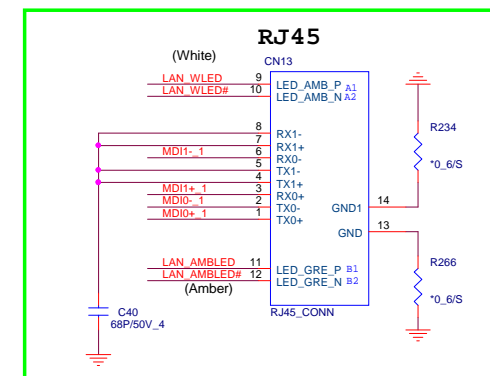 RJ45
(White)
CN13
LAN_WLED 9 LED_AMB_P A1
LAN_WLED# 10 LED_AMB_N A2
8 RX1-
7 RX1+
MDI1-_1 6 RX0-
5 TX1-
4 TX1+
MDI1+_1 3 RX0+
MDI0-_1 2 TX0-
MDI0+_1 1 TX0+
GND1 14
GND 13
R234
*0_6/S
LAN_AMBLED 11 LED_GRE_P B1
LAN_AMBLED# 12 LED_GRE_N B2
(Amber)
RJ45_CONN
R266
*0_6/S
C40
68P/50V_4